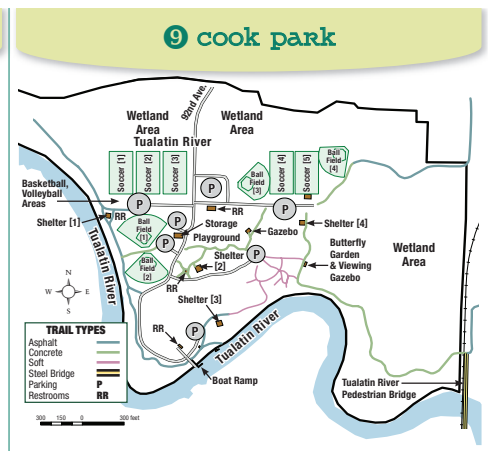 9 cook park
92nd Ave.
Wetland
Area
Wetland
Area
Tualatin River
Soccer [1]
Soccer [2]
Soccer [3]
Ball
Field
[3]
Soccer [4]
Soccer [5]
Ball
Field
[4]
Basketball,
Volleyball
Areas
P
P
P
P
RR
RR
Shelter [1]
Ball
Field
[1]
Storage
Playground
Gazebo
Shelter [4]
P
Ball
Field
[2]
Shelter
[2]
P
Butterfly
Garden
& Viewing
Gazebo
Wetland
Area
Tualatin River
RR
N
W E
S
Shelter [3]
RR
P
Tualatin River
Boat Ramp
Tualatin River
Pedestrian Bridge
TRAIL TYPES
Asphalt
Concrete
Soft
Steel Bridge
Parking P
Restrooms RR
300 150 0 300 feet